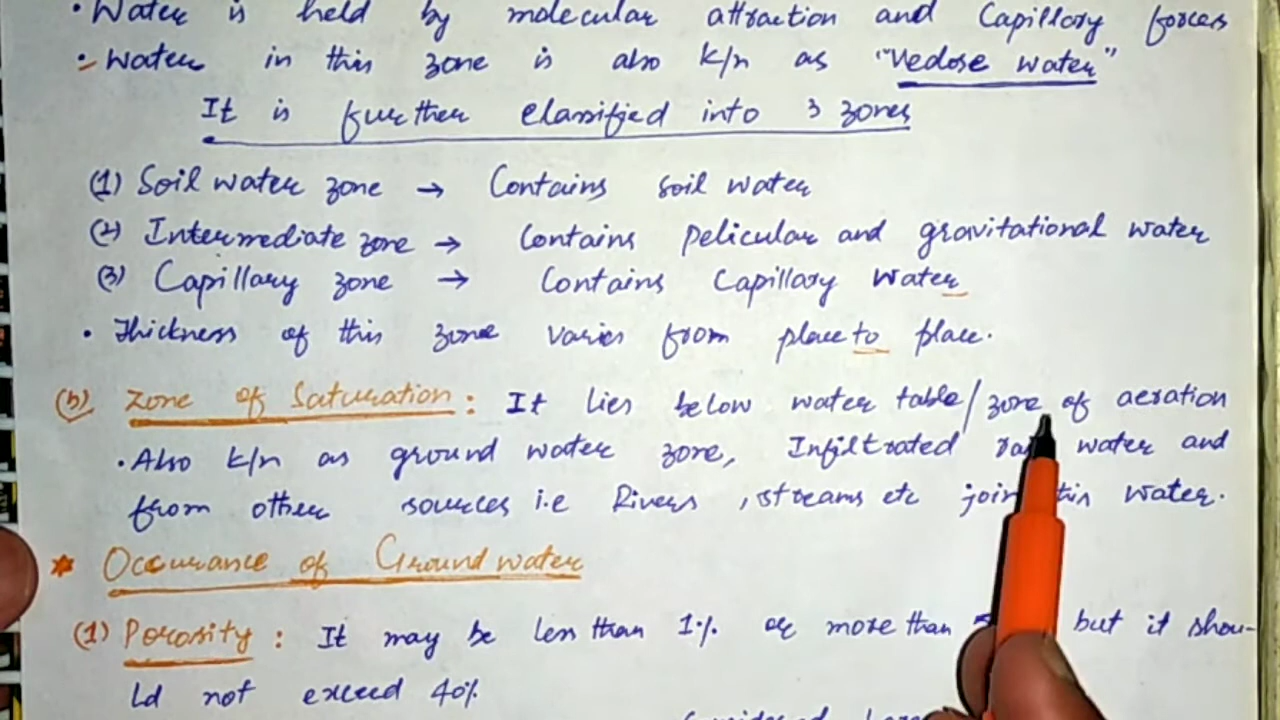 • Water is held by molecular attraction and Capillary forces
• Water in this zone is also k/n as "Vedose water"
It is further Classified into 3 zones
(1) Soil water zone → Contains soil water
(2) Intermediate zone → Contains pelicular and gravitational water
(3) Capillary zone → Contains Capillary water
• Thickness of this zone varies from place to place.
(b) Zone of Saturation : It lies below water table/zone of aeration
• Also k/n as ground water zone, Infiltrated water and
from other sources i.e Rivers, streams etc join this water.
* Occurance of Groundwater
(1) Porosity : It may be less than 1% or more than but it shou-
ld not exceed 40%